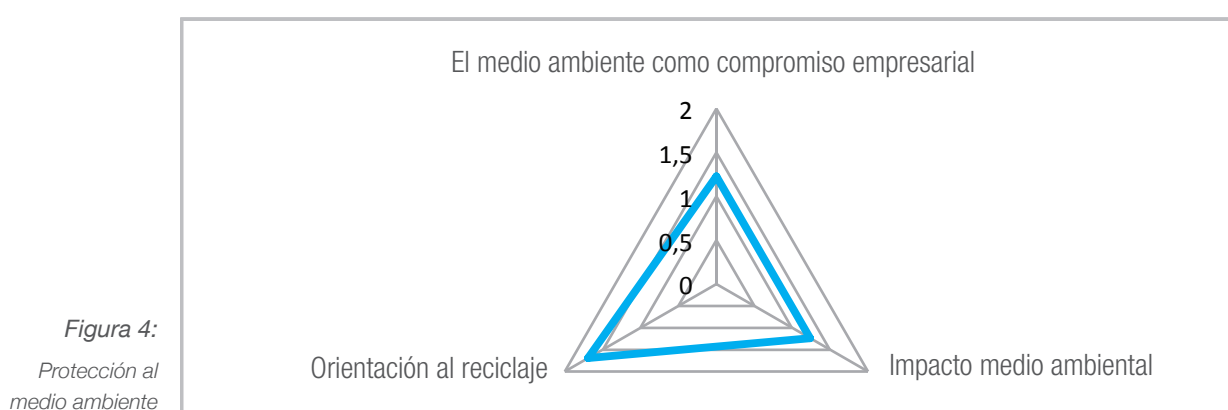 El medio ambiente como compromiso empresarial
2
1,5
1
0,5
0
Orientación al reciclaje
Impacto medio ambiental
Figura 4:
Protección al
medio ambiente